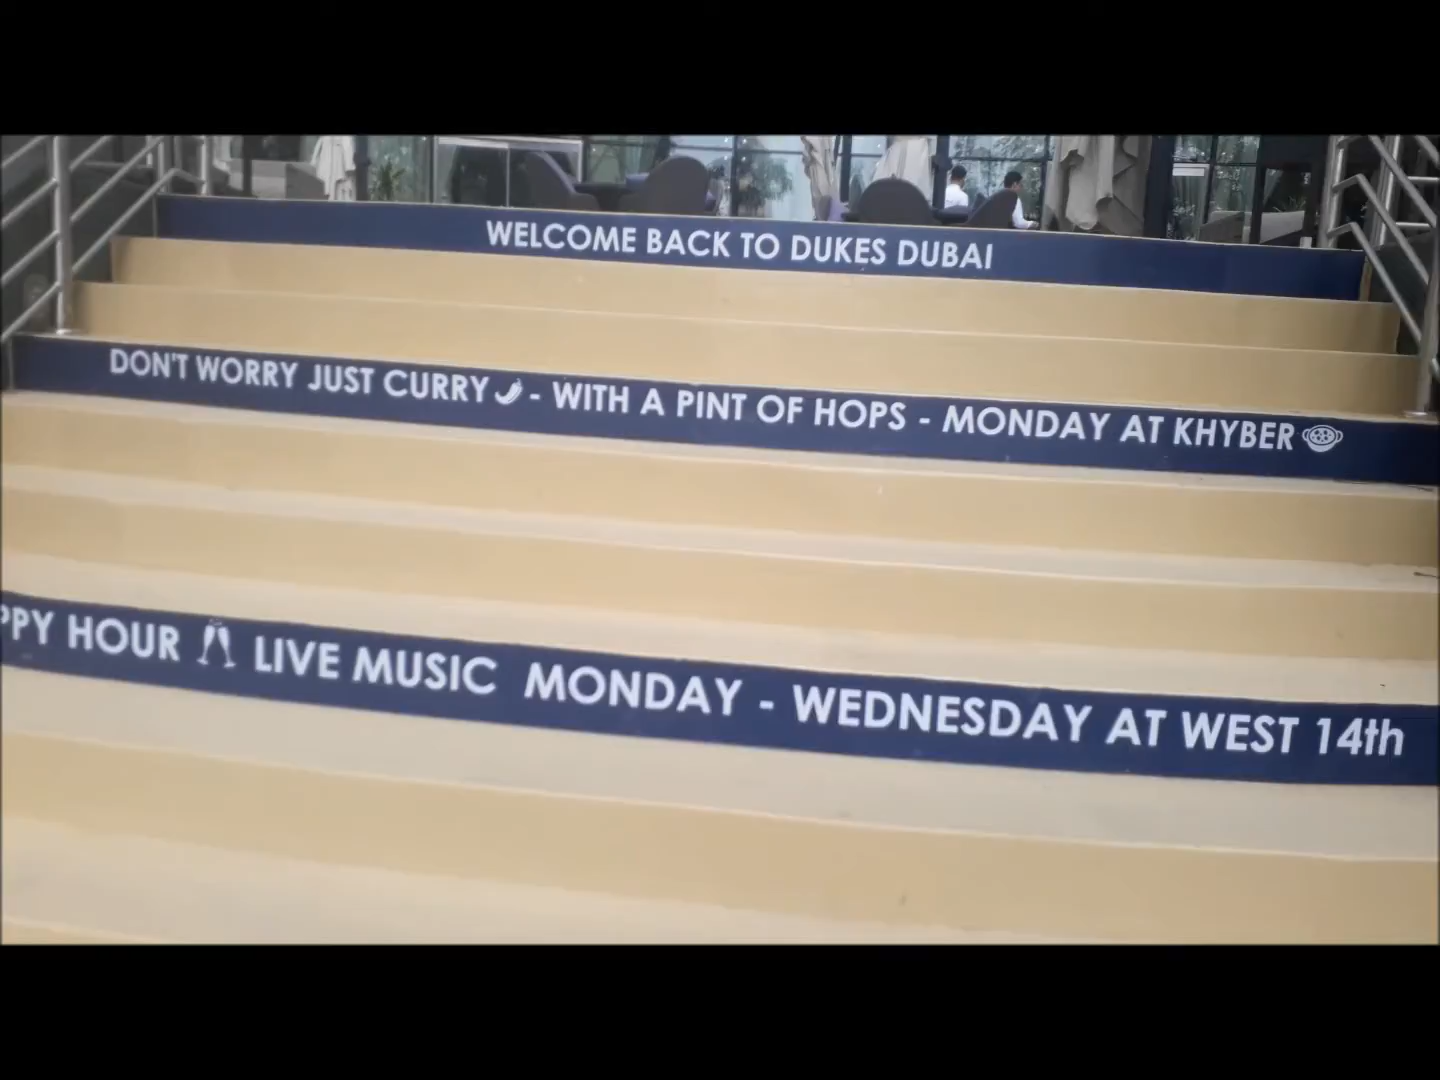 WELCOME BACK TO DUKES DUBAI
DON'T WORRY JUST CURRY - WITH A PINT OF HOPS - MONDAY AT KHYBER
PPY HOUR LIVE MUSIC MONDAY - WEDNESDAY AT WEST 14th